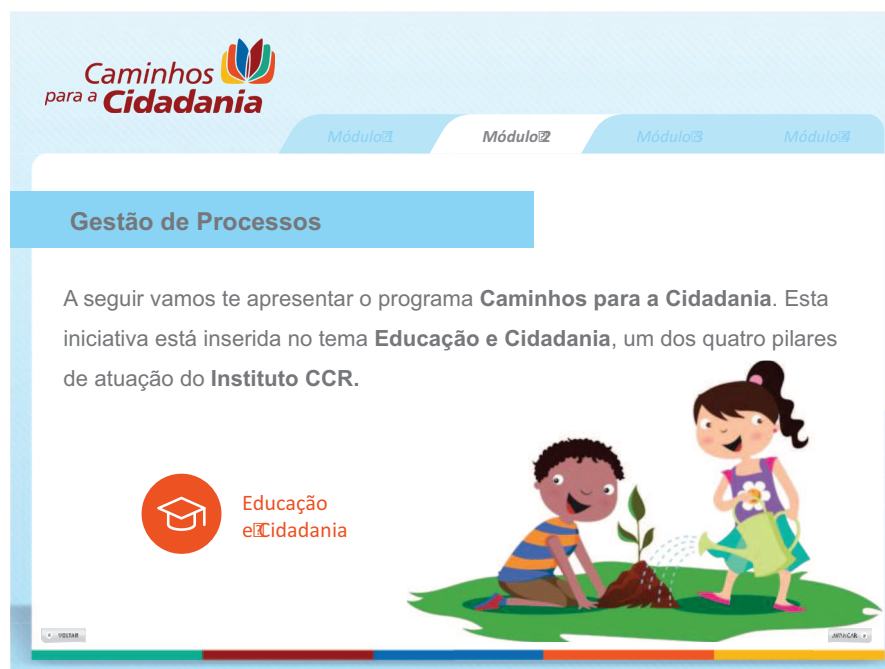 Caminhos
para a Cidadania
Módulo 1
Módulo 2
Módulo 3
Módulo 4
Gestão de Processos
A seguir vamos te apresentar o programa Caminhos para a Cidadania. Esta
iniciativa está inserida no tema Educação e Cidadania, um dos quatro pilares
de atuação do Instituto CCR.
Educação
e Cidadania
VOLTAR
AVANÇAR